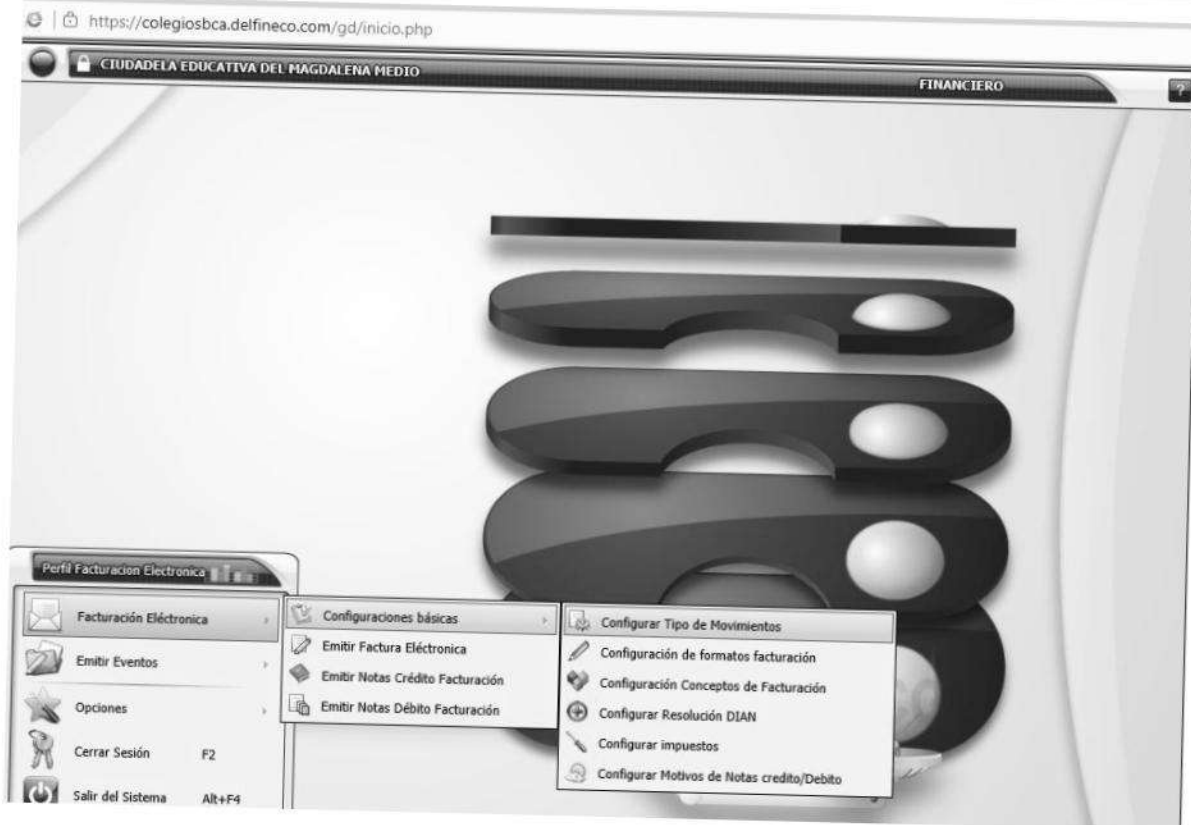 https://colegiosbca.delfineco.com/gd/inicio.php
CIUDADELA EDUCATIVA DEL MAGDALENA MEDIO
FINANCIERO
?
Perfil Facturacion Electronica
Facturación Eléctronica
Emitir Eventos
Opciones
Cerrar Sesión F2
Salir del Sistema Alt+F4
Configuraciones básicas
Emitir Factura Eléctronica
Emitir Notas Crédito Facturación
Emitir Notas Débito Facturación
Configurar Tipo de Movimientos
Configuración de formatos facturación
Configuración Conceptos de Facturación
Configurar Resolución DIAN
Configurar impuestos
Configurar Motivos de Notas credito/Debito